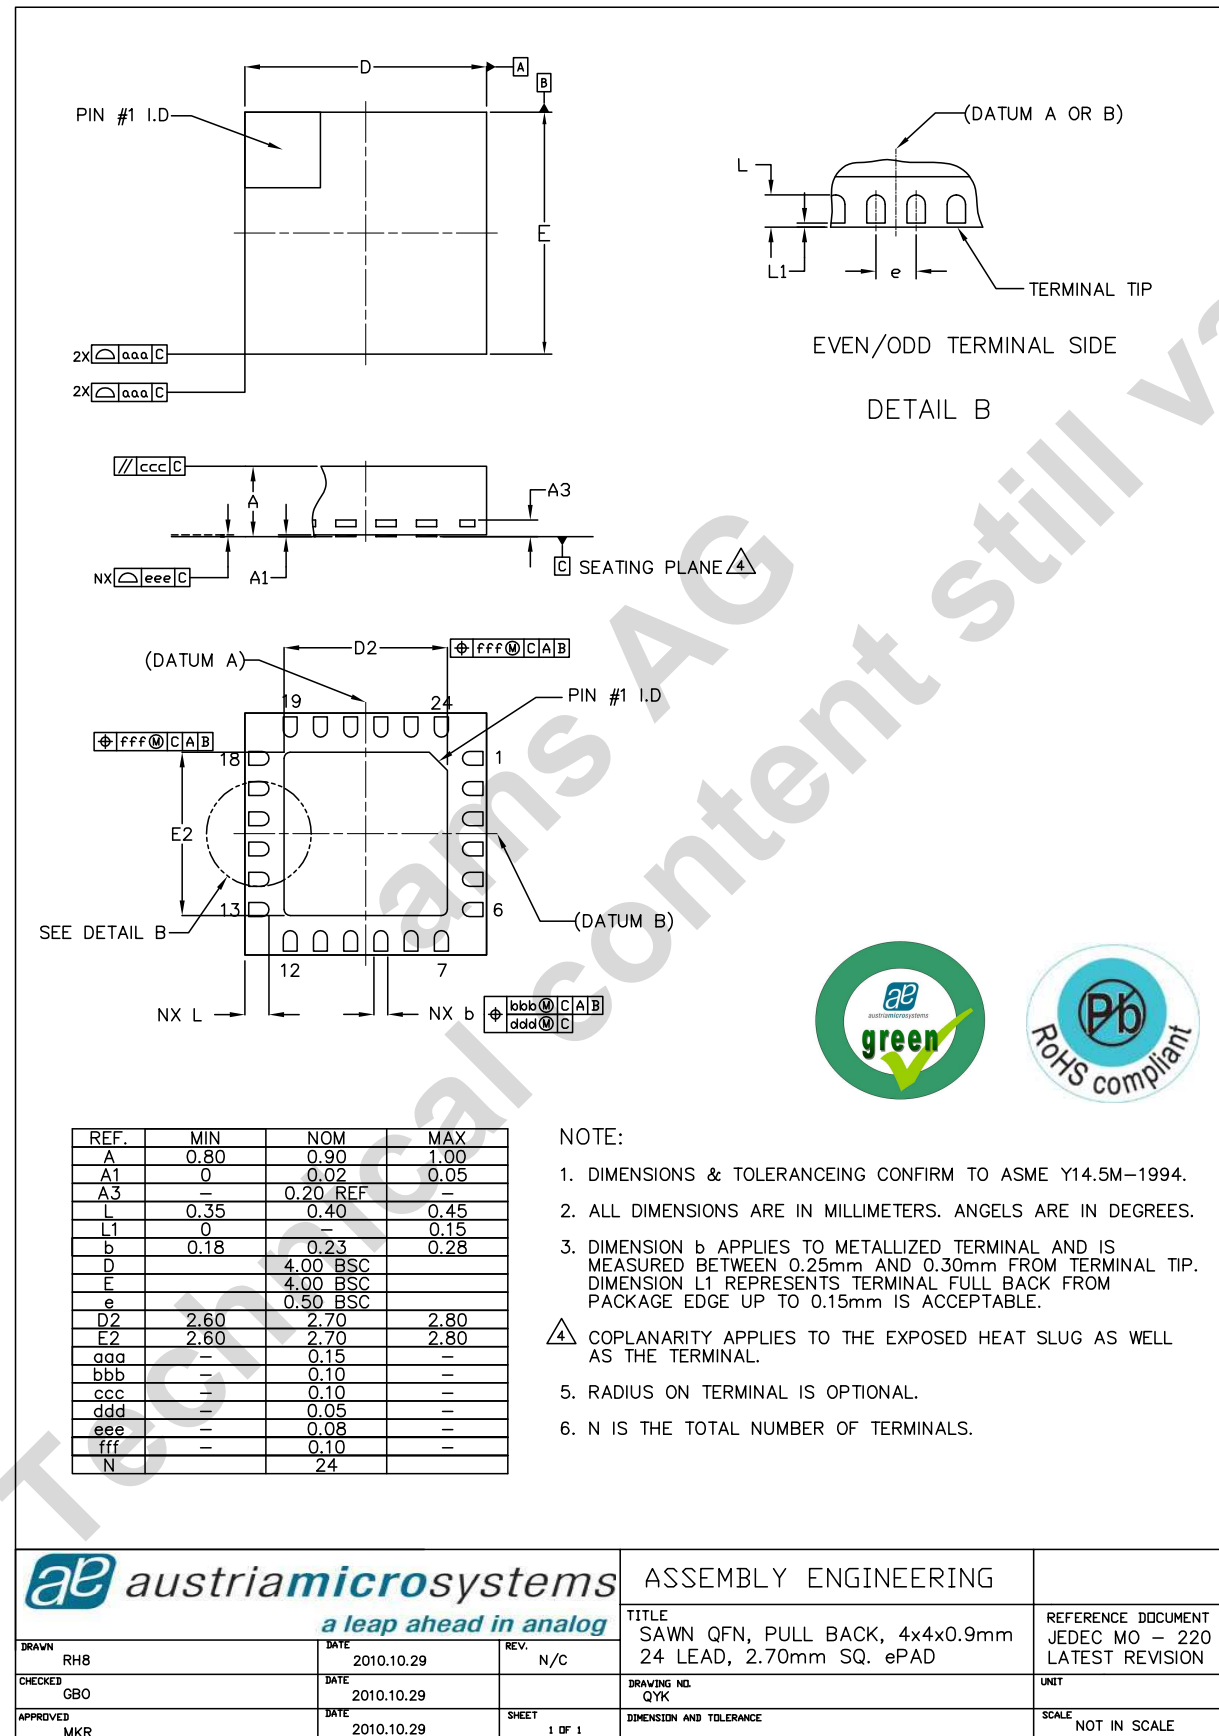 D
A
B
PIN #1 I.D
E
2X aaa C
2X aaa C
(DATUM A OR B)
L
L1
e
TERMINAL TIP
EVEN/ODD TERMINAL SIDE
DETAIL B
// ccc C
A
A3
NX eee C
A1
C SEATING PLANE 4
(DATUM A)
D2
fff M C A B
PIN #1 I.D
19
24
fff M C A B
18
1
E2
13
6
SEE DETAIL B
(DATUM B)
12
7
NX L
NX b
bbb M C A B
ddd M C
austriamicrosystems
green
Pb
RoHS compliant
REF. MIN NOM MAX
A 0.80 0.90 1.00
A1 0 0.02 0.05
A3 – 0.20 REF –
L 0.35 0.40 0.45
L1 0 – 0.15
b 0.18 0.23 0.28
D 4.00 BSC
E 4.00 BSC
e 0.50 BSC
D2 2.60 2.70 2.80
E2 2.60 2.70 2.80
aaa – 0.15 –
bbb – 0.10 –
ccc – 0.10 –
ddd – 0.05 –
eee – 0.08 –
fff – 0.10 –
N 24
NOTE:
1. DIMENSIONS & TOLERANCEING CONFIRM TO ASME Y14.5M–1994.
2. ALL DIMENSIONS ARE IN MILLIMETERS. ANGELS ARE IN DEGREES.
3. DIMENSION b APPLIES TO METALLIZED TERMINAL AND IS
MEASURED BETWEEN 0.25mm AND 0.30mm FROM TERMINAL TIP.
DIMENSION L1 REPRESENTS TERMINAL FULL BACK FROM
PACKAGE EDGE UP TO 0.15mm IS ACCEPTABLE.
4 COPLANARITY APPLIES TO THE EXPOSED HEAT SLUG AS WELL
AS THE TERMINAL.
5. RADIUS ON TERMINAL IS OPTIONAL.
6. N IS THE TOTAL NUMBER OF TERMINALS.
ams AG
Technical content still va
ae austriamicrosystems
a leap ahead in analog
ASSEMBLY ENGINEERING
TITLE
SAWN QFN, PULL BACK, 4x4x0.9mm
24 LEAD, 2.70mm SQ. ePAD
REFERENCE DOCUMENT
JEDEC MO – 220
LATEST REVISION
DRAWN
RHB
DATE
2010.10.29
REV.
N/C
CHECKED
GBO
DATE
2010.10.29
DRAWING NO.
QYK
UNIT
APPROVED
MKR
DATE
2010.10.29
SHEET
1 OF 1
DIMENSION AND TOLERANCE
SCALE
NOT IN SCALE